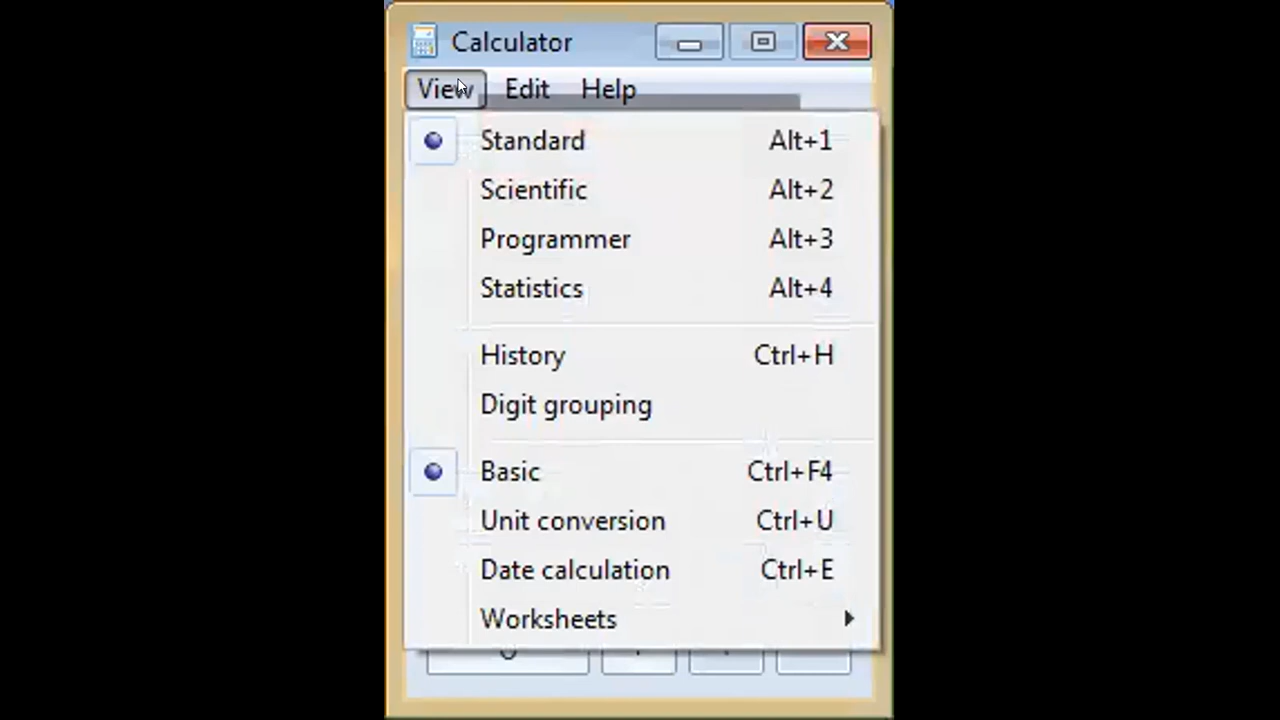 Calculator
View Edit Help
Standard Alt+1
Scientific Alt+2
Programmer Alt+3
Statistics Alt+4
History Ctrl+H
Digit grouping
Basic Ctrl+F4
Unit conversion Ctrl+U
Date calculation Ctrl+E
Worksheets